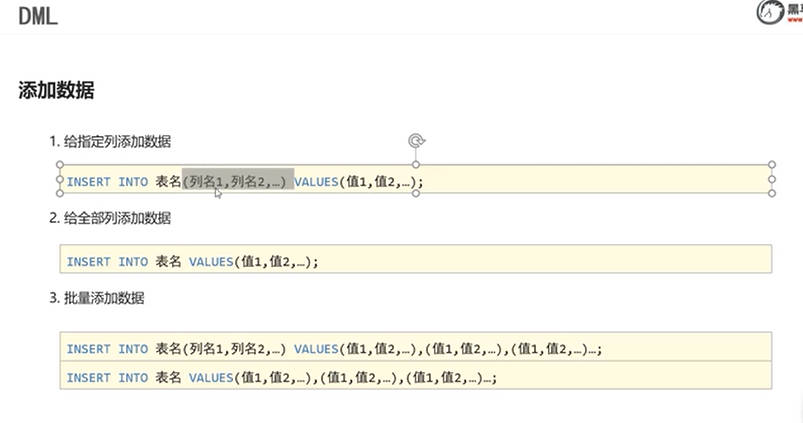 DML
黑马
添加数据
1. 给指定列添加数据
INSERT INTO 表名(列名1,列名2,…) VALUES(值1,值2,…);
2. 给全部列添加数据
INSERT INTO 表名 VALUES(值1,值2,…);
3. 批量添加数据
INSERT INTO 表名(列名1,列名2,…) VALUES(值1,值2,…),(值1,值2,…),(值1,值2,…)…;
INSERT INTO 表名 VALUES(值1,值2,…),(值1,值2,…),(值1,值2,…)…;